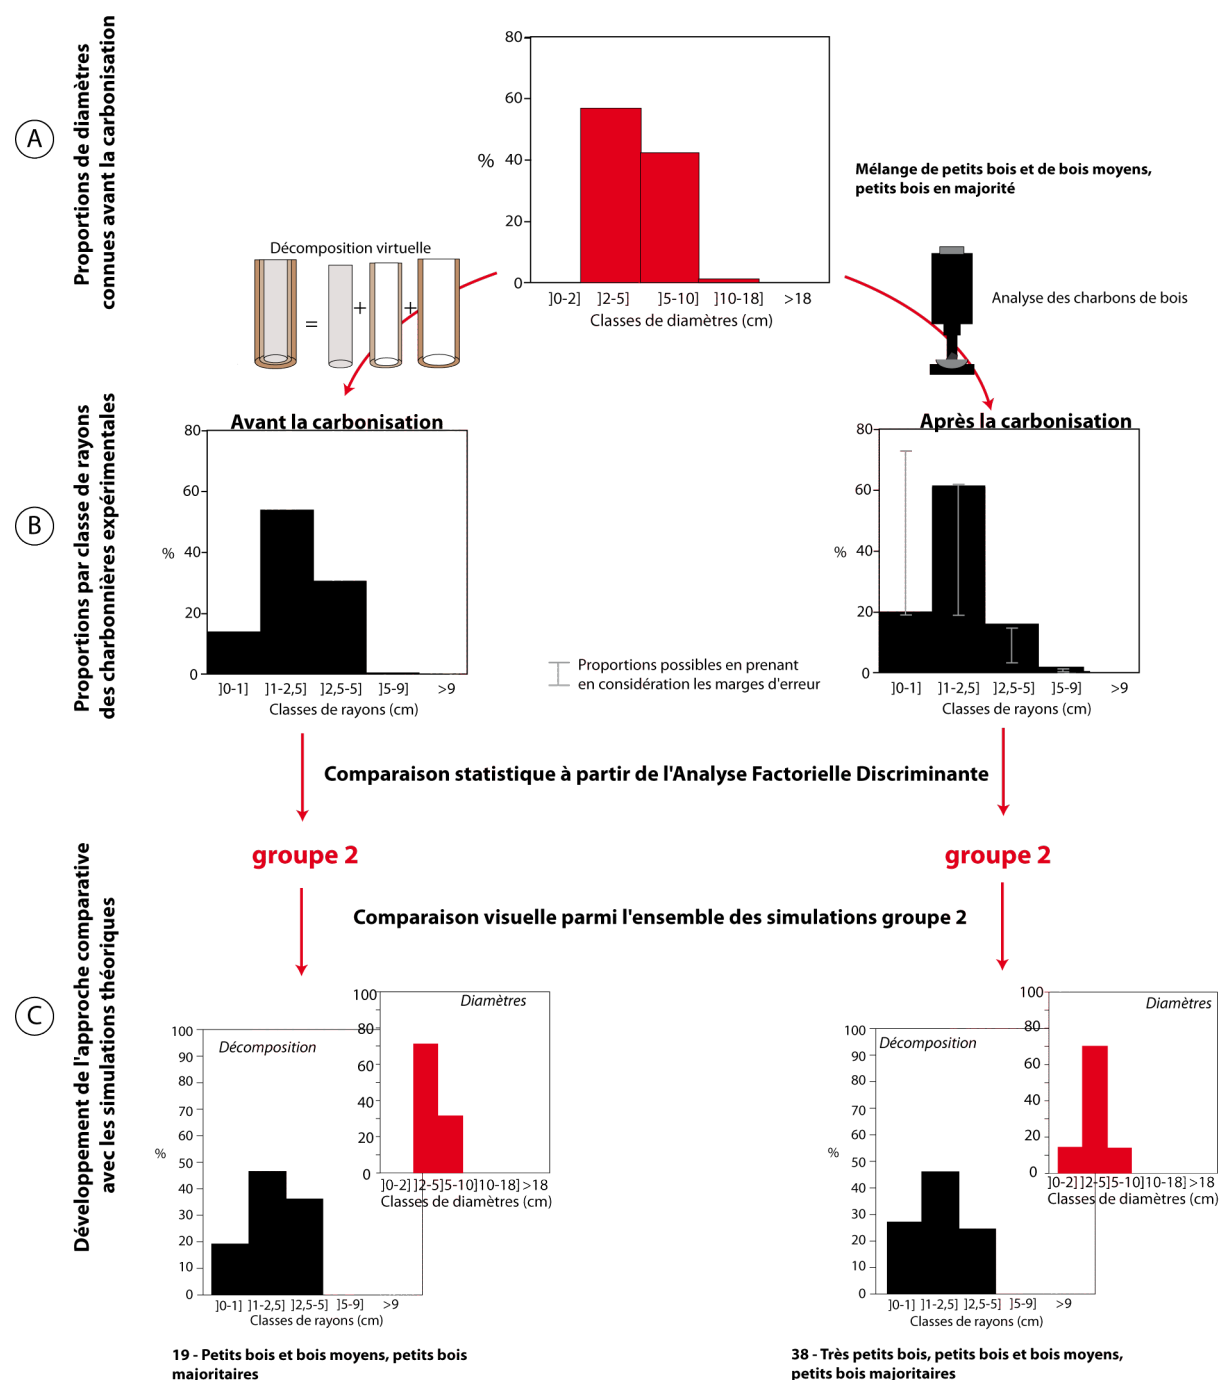 A
Proportions de diamètres
connues avant la carbonisation
80
60
40
20
0
%
]0-2] ]2-5] ]5-10] ]10-18] >18
Classes de diamètres (cm)
Mélange de petits bois et de bois moyens,
petits bois en majorité
Décomposition virtuelle
= + +
Analyse des charbons de bois
B
Proportions par classe de rayons
des charbonnières expérimentales
Avant la carbonisation
80
60
40
20
0
%
]0-1] ]1-2,5] ]2,5-5] ]5-9] >9
Classes de rayons (cm)
Proportions possibles en prenant
en considération les marges d'erreur
Après la carbonisation
80
60
40
20
0
%
]0-1] ]1-2,5] ]2,5-5] ]5-9] >9
Classes de rayons (cm)
Comparaison statistique à partir de l'Analyse Factorielle Discriminante
groupe 2
groupe 2
Comparaison visuelle parmi l'ensemble des simulations groupe 2
C
Développement de l'approche comparative
avec les simulations théoriques
Décomposition
100
90
80
70
60
50
40
30
20
10
0
%
]0-1] ]1-2,5] ]2,5-5] ]5-9] >9
Classes de rayons (cm)
Diamètres
100
80
60
40
20
0
]0-2] ]2-5]]5-10]]10-18] >18
Classes de diamètres (cm)
19 - Petits bois et bois moyens, petits bois
majoritaires
Décomposition
100
90
80
70
60
50
40
30
20
10
0
%
]0-1] ]1-2,5] ]2,5-5] ]5-9] >9
Classes de rayons (cm)
Diamètres
100
80
60
40
20
0
]0-2] ]2-5]]5-10] ]10-18] >18
Classes de diamètres (cm)
38 - Très petits bois, petits bois et bois moyens,
petits bois majoritaires